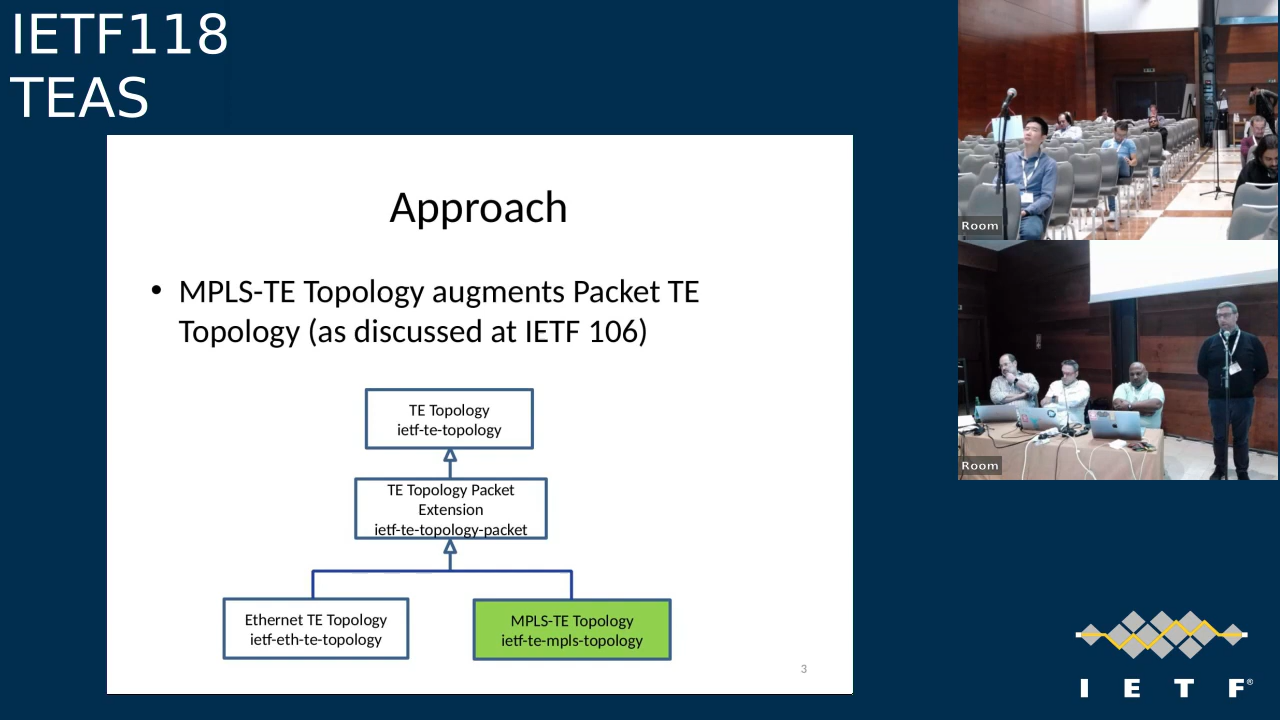 IETF118
TEAS
Approach
• MPLS-TE Topology augments Packet TE
Topology (as discussed at IETF 106)
TE Topology
ietf-te-topology
TE Topology Packet
Extension
ietf-te-topology-packet
Ethernet TE Topology
ietf-eth-te-topology
MPLS-TE Topology
ietf-te-mpls-topology
3
Room
Room
I E T F®